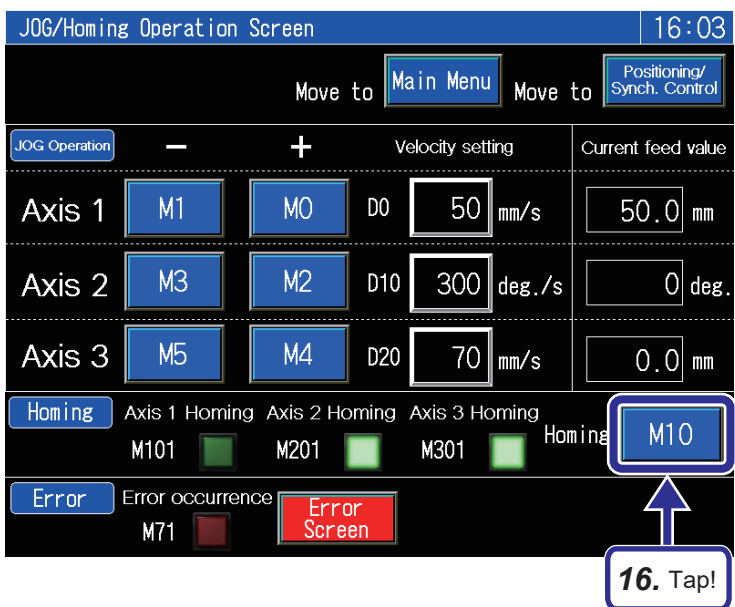 JOG/Homing Operation Screen 16:03
Move to Main Menu Move to Positioning/
Synch. Control
JOG Operation − + Velocity setting Current feed value
Axis 1 M1 M0 D0 50 mm/s 50.0 mm
Axis 2 M3 M2 D10 300 deg./s 0 deg.
Axis 3 M5 M4 D20 70 mm/s 0.0 mm
Homing Axis 1 Homing Axis 2 Homing Axis 3 Homing
M101 M201 M301 Homing M10
Error Error occurrence Error
Screen
M71
16. Tap!